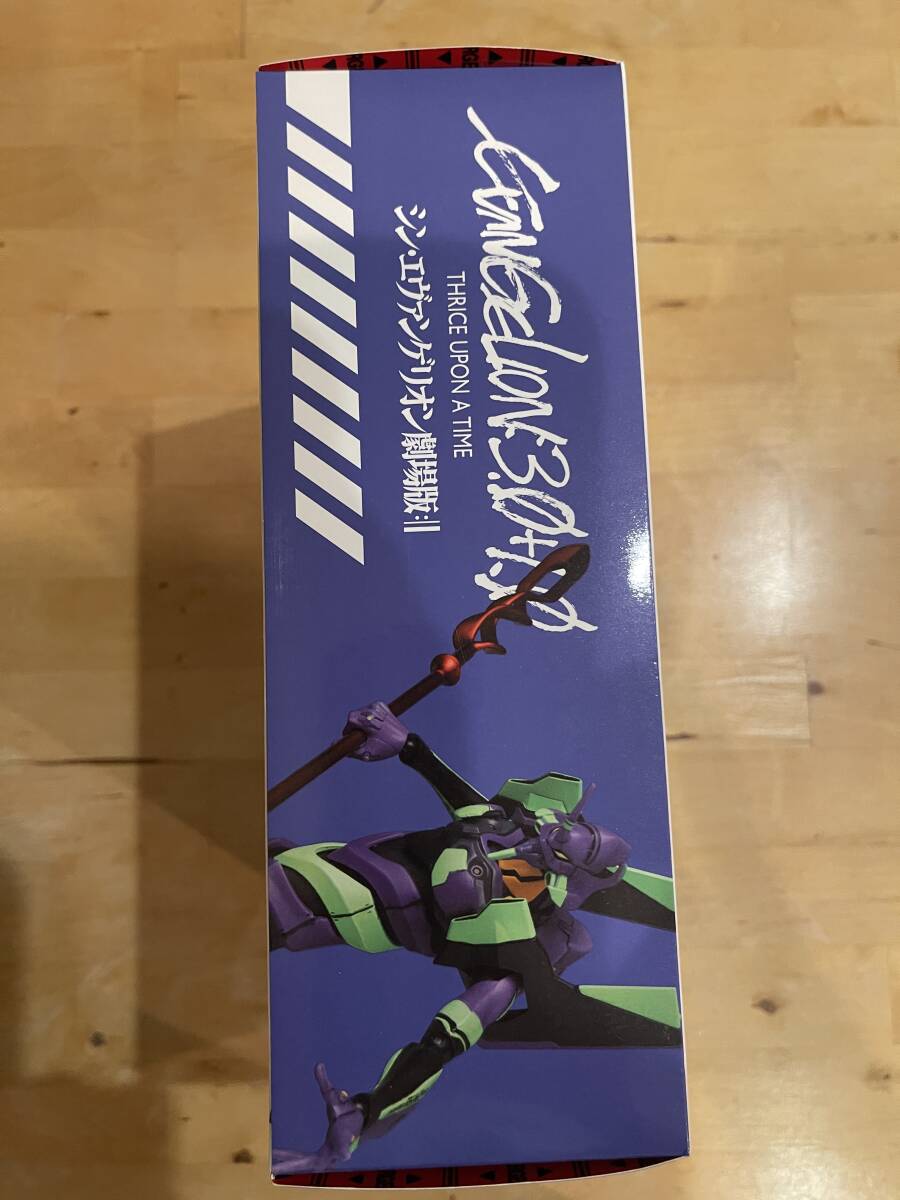 EVANGELION:3.0+1.0
THRICE UPON A TIME
シン・エヴァンゲリオン劇場版:||